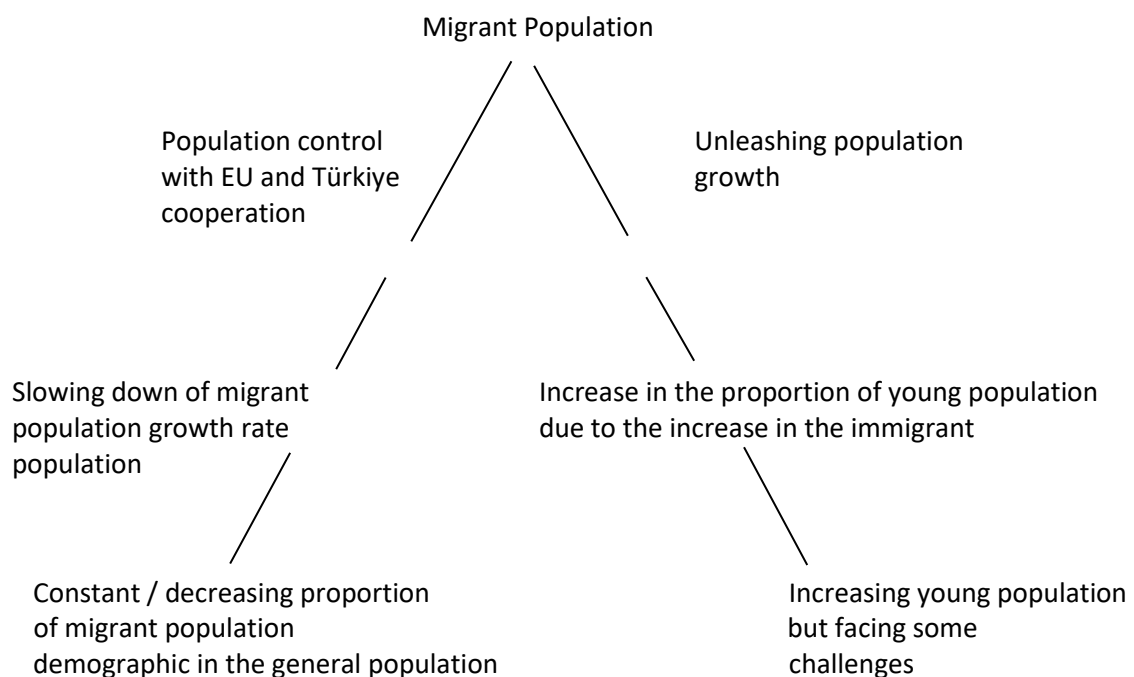 Migrant Population
Population control
with EU and Türkiye
cooperation
Unleashing population
growth
Slowing down of migrant
population growth rate
population
Increase in the proportion of young population
due to the increase in the immigrant
Constant / decreasing proportion
of migrant population
demographic in the general population
Increasing young population
but facing some
challenges